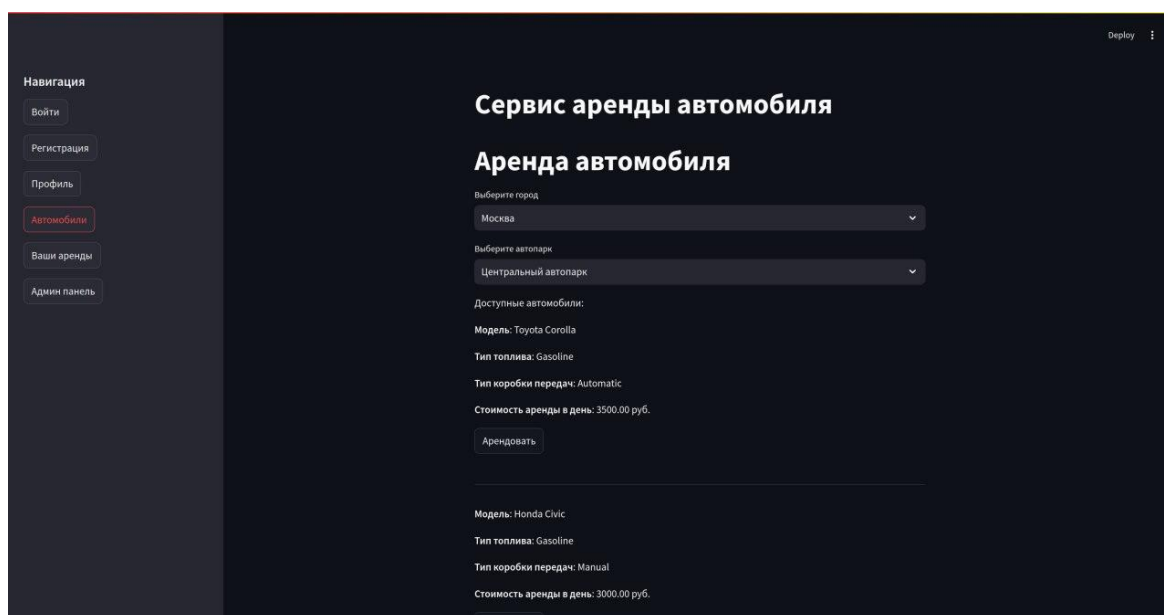 Deploy
Навигация
Войти
Регистрация
Профиль
Автомобили
Ваши аренды
Админ панель
Сервис аренды автомобиля
Аренда автомобиля
Выберите город
Москва
Выберите автопарк
Центральный автопарк
Доступные автомобили:
Модель: Toyota Corolla
Тип топлива: Gasoline
Тип коробки передач: Automatic
Стоимость аренды в день: 3500.00 руб.
Арендовать
Модель: Honda Civic
Тип топлива: Gasoline
Тип коробки передач: Manual
Стоимость аренды в день: 3000.00 руб.